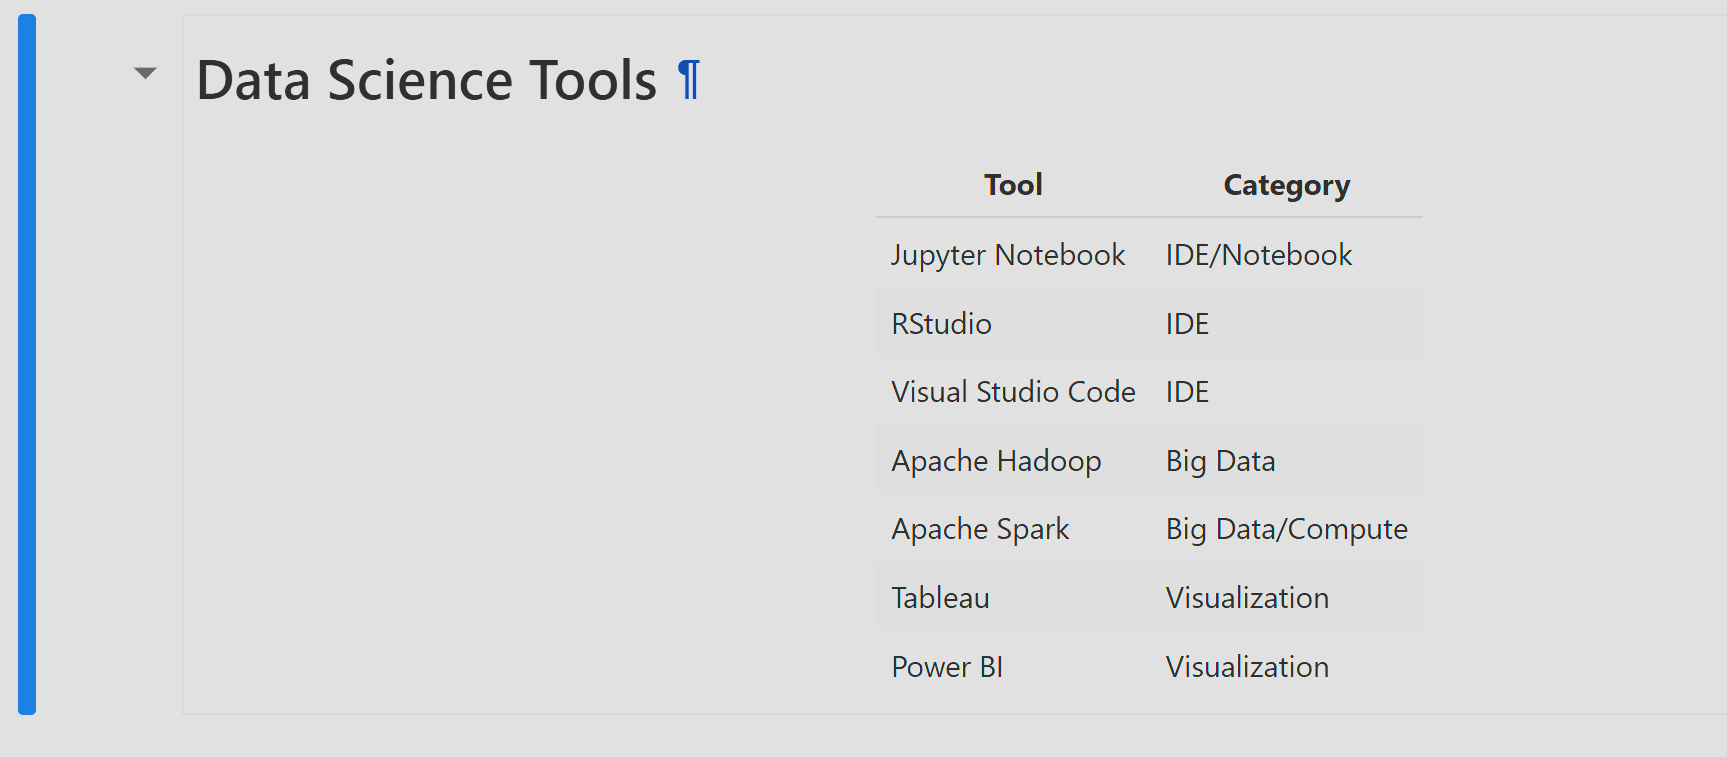 Data Science Tools ¶
Tool Category
Jupyter Notebook IDE/Notebook
RStudio IDE
Visual Studio Code IDE
Apache Hadoop Big Data
Apache Spark Big Data/Compute
Tableau Visualization
Power BI Visualization